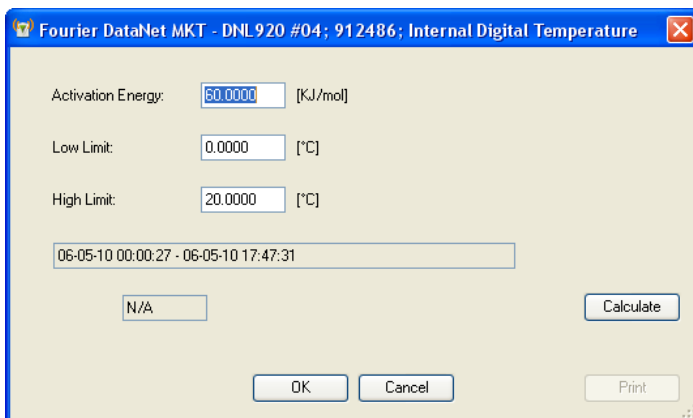 Fourier DataNet MKT - DNL920 #04; 912486; Internal Digital Temperature
Activation Energy: 60.0000 [KJ/mol]
Low Limit: 0.0000 [°C]
High Limit: 20.0000 [°C]
06-05-10 00:00:27 - 06-05-10 17:47:31
N/A Calculate
OK Cancel Print